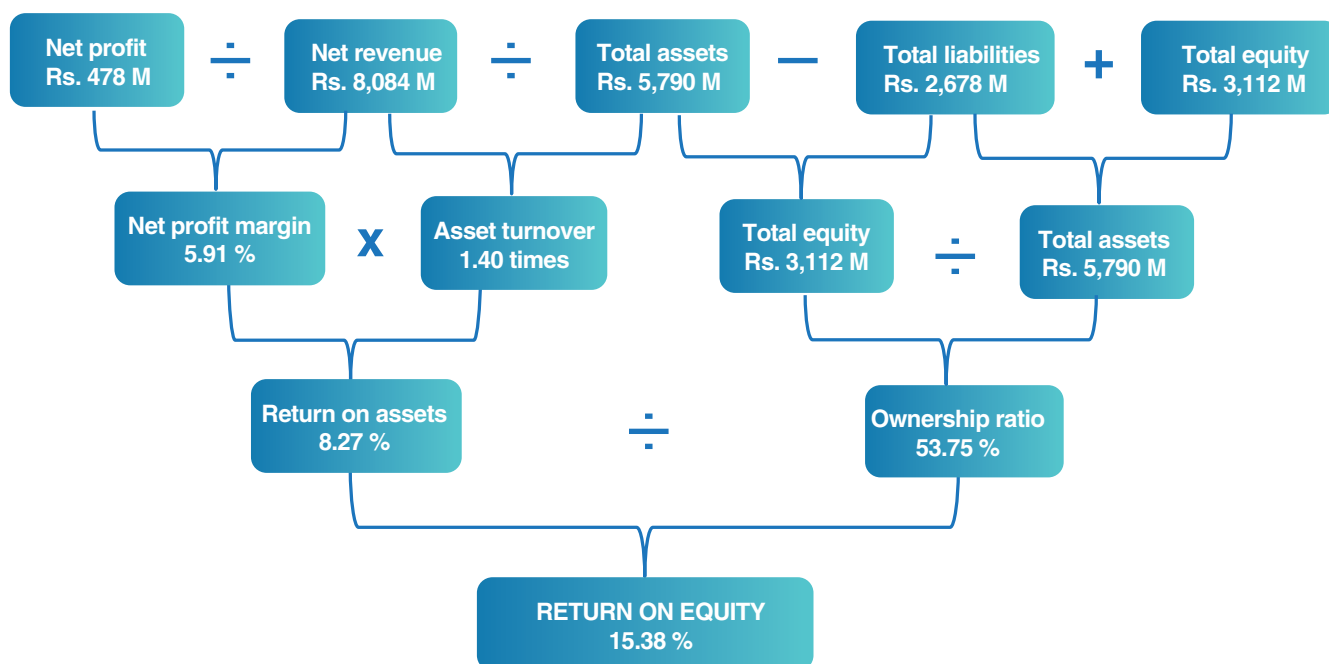 Net profit
Rs. 478 M
÷
Net revenue
Rs. 8,084 M
÷
Total assets
Rs. 5,790 M
−
Total liabilities
Rs. 2,678 M
+
Total equity
Rs. 3,112 M
Net profit margin
5.91 %
x
Asset turnover
1.40 times
Total equity
Rs. 3,112 M
÷
Total assets
Rs. 5,790 M
Return on assets
8.27 %
÷
Ownership ratio
53.75 %
RETURN ON EQUITY
15.38 %